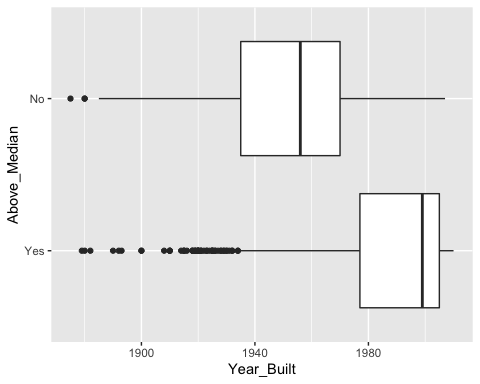 Above_Median
No
Yes
1900
1940
1980
Year_Built